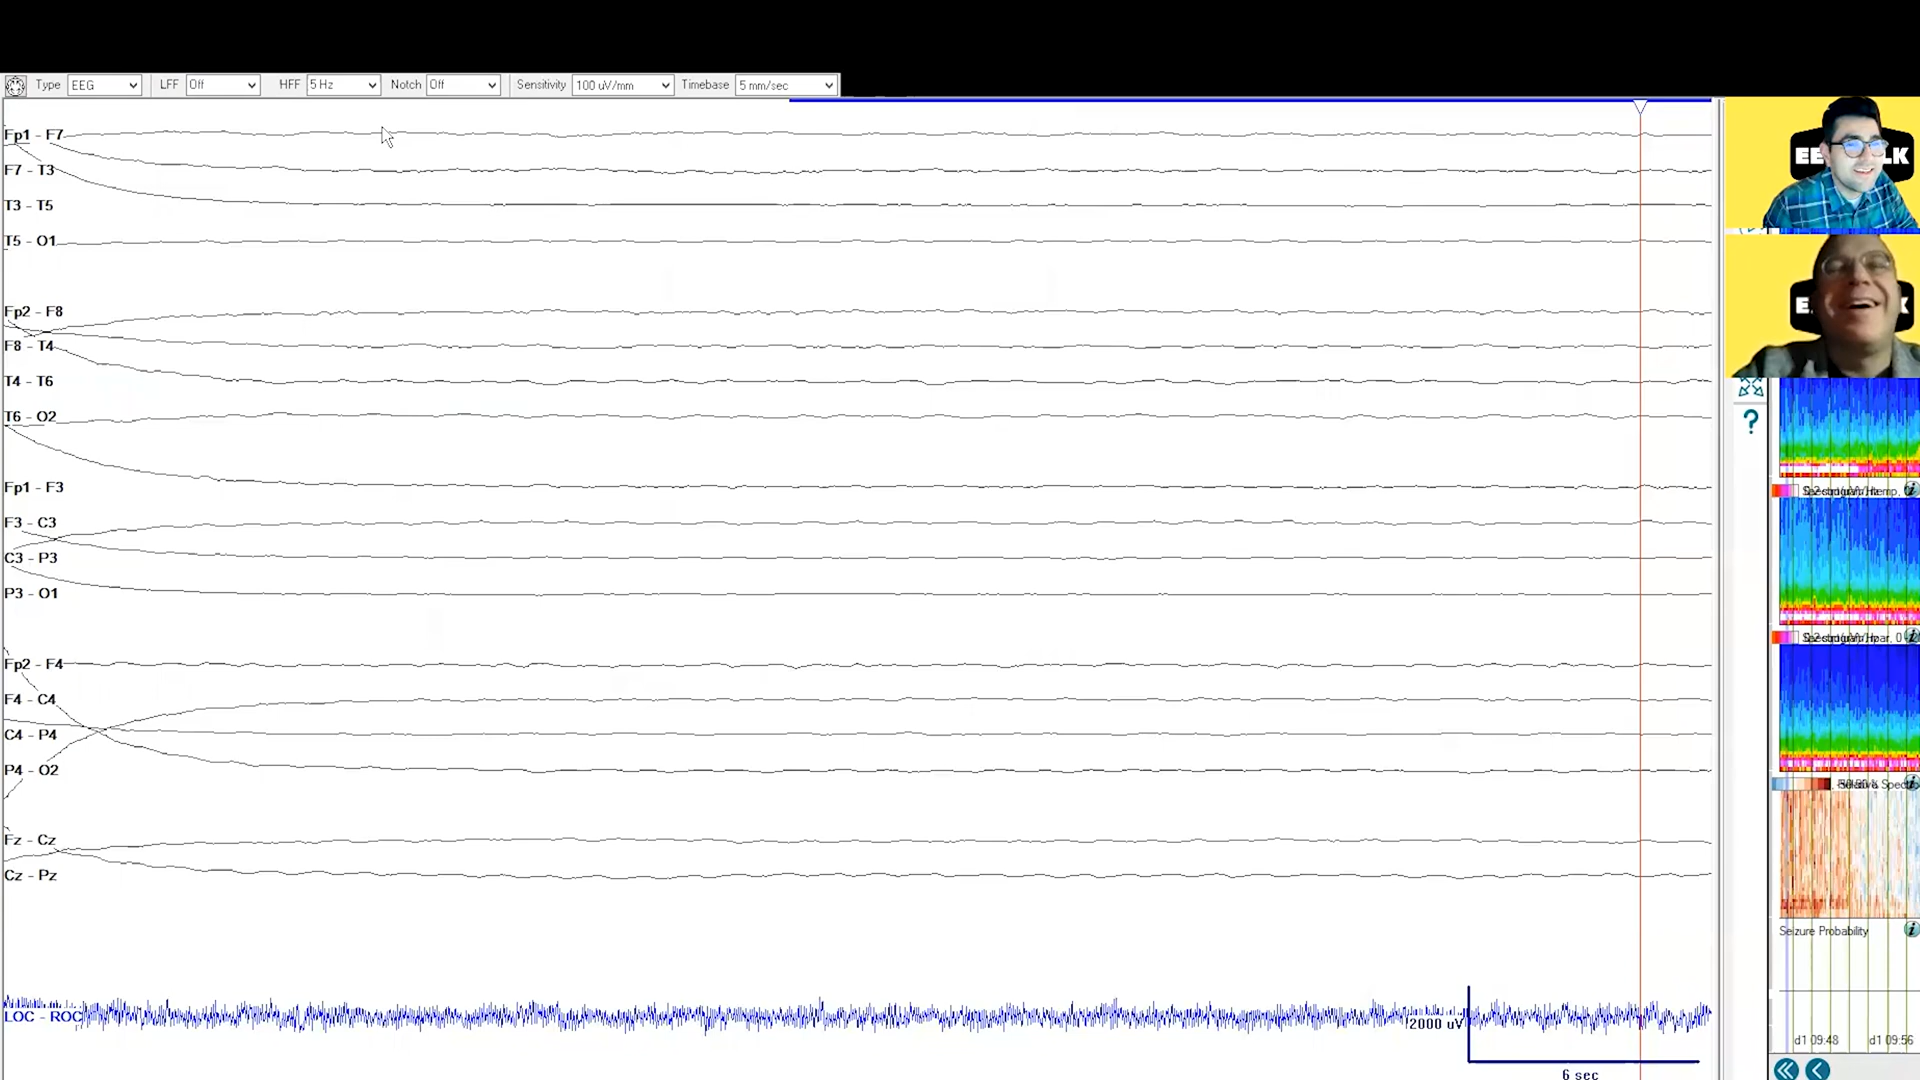 Type EEG LFF Off HFF 5 Hz Notch Off Sensitivity 100 uV/mm Timebase 5 mm/sec
Fp1 - F7
F7 - T3
T3 - T5
T5 - O1
Fp2 - F8
F8 - T4
T4 - T6
T6 - O2
Fp1 - F3
F3 - C3
C3 - P3
P3 - O1
Fp2 - F4
F4 - C4
C4 - P4
P4 - O2
Fz - Cz
Cz - Pz
LOC - ROC
2000 uV
6 sec
?
Seizure Probability
d1 09:48 d1 09:56